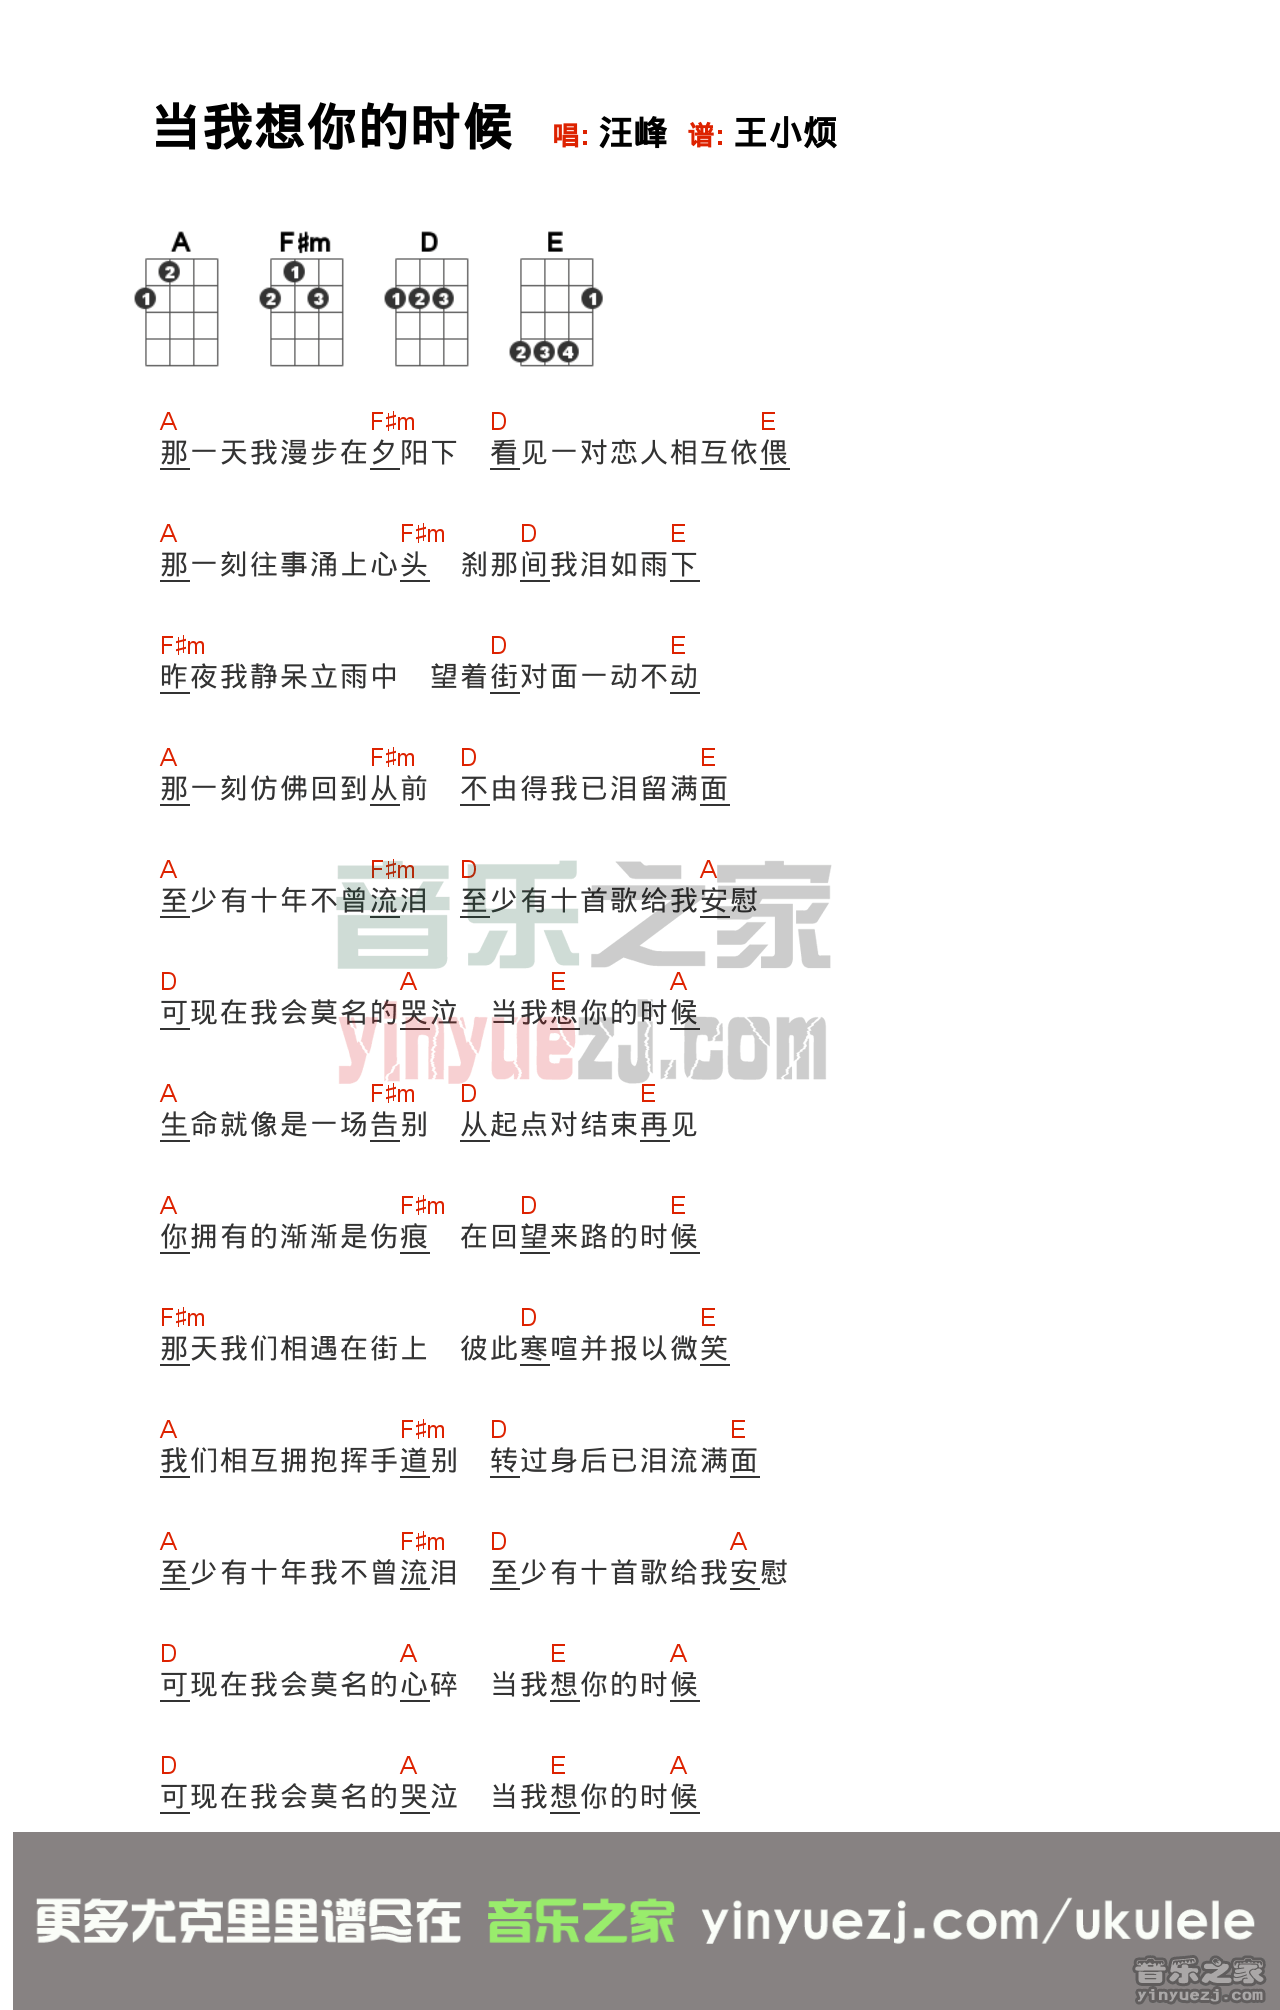 当我想你的时候 唱: 汪峰 谱: 王小烦
A F♯m D E
2 1
1 2 3 1 2 3 1
2 3 4
A F♯m D E
那一天我漫步在夕阳下 看见一对恋人相互依偎
A F♯m D E
那一刻往事涌上心头 刹那间我泪如雨下
F♯m D E
昨夜我静呆立雨中 望着街对面一动不动
A F♯m D E
那一刻仿佛回到从前 不由得我已泪留满面
A F♯m D A
至少有十年不曾流泪 至少有十首歌给我安慰
音乐之家
D A E A
可现在我会莫名的哭泣 当我想你的时候
yinyuezj.com
A F♯m D E
生命就像是一场告别 从起点对结束再见
A F♯m D E
你拥有的渐渐是伤痕 在回望来路的时候
F♯m D E
那天我们相遇在街上 彼此寒喧并报以微笑
A F♯m D E
我们相互拥抱挥手道别 转过身后已泪流满面
A F♯m D A
至少有十年我不曾流泪 至少有十首歌给我安慰
D A E A
可现在我会莫名的心碎 当我想你的时候
D A E A
可现在我会莫名的哭泣 当我想你的时候
更多尤克里里谱尽在 音乐之家 yinyuezj.com/ukulele
音乐之家
yinyuezj.com